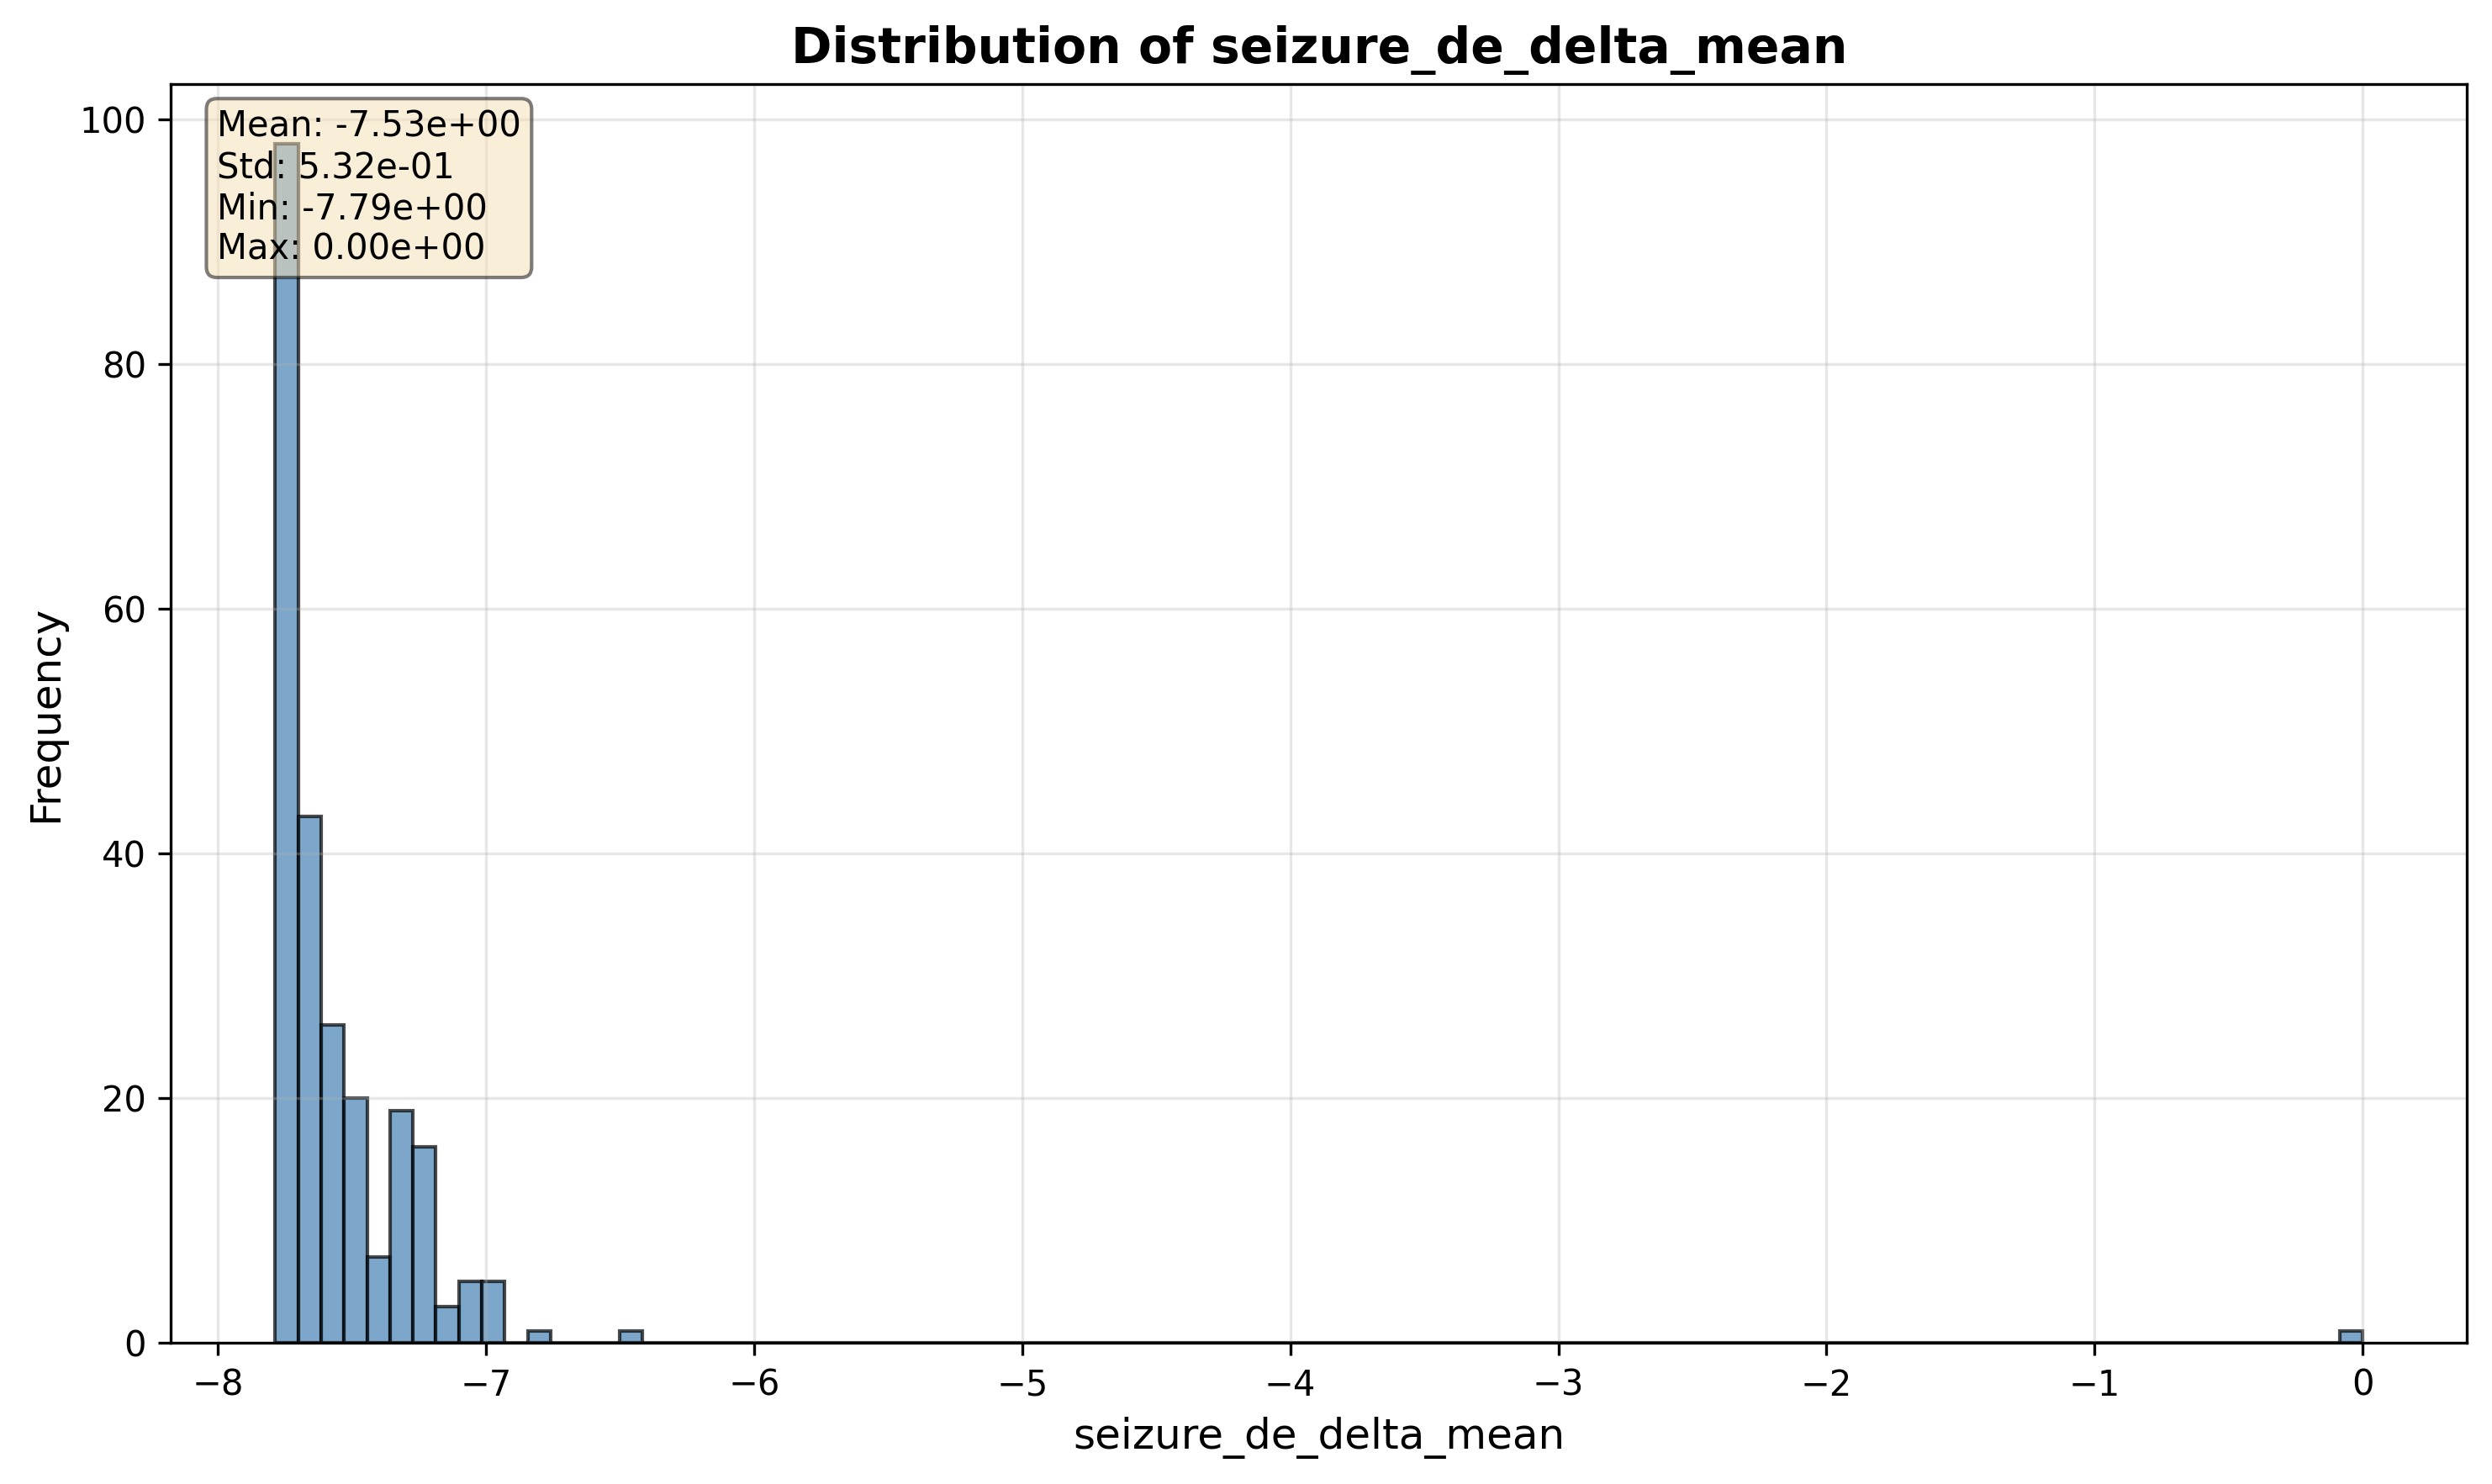 Distribution of seizure_de_delta_mean
Mean: -7.53e+00
Std: 5.32e-01
Min: -7.79e+00
Max: 0.00e+00
100
80
60
40
20
0
Frequency
−8 −7 −6 −5 −4 −3 −2 −1 0
seizure_de_delta_mean